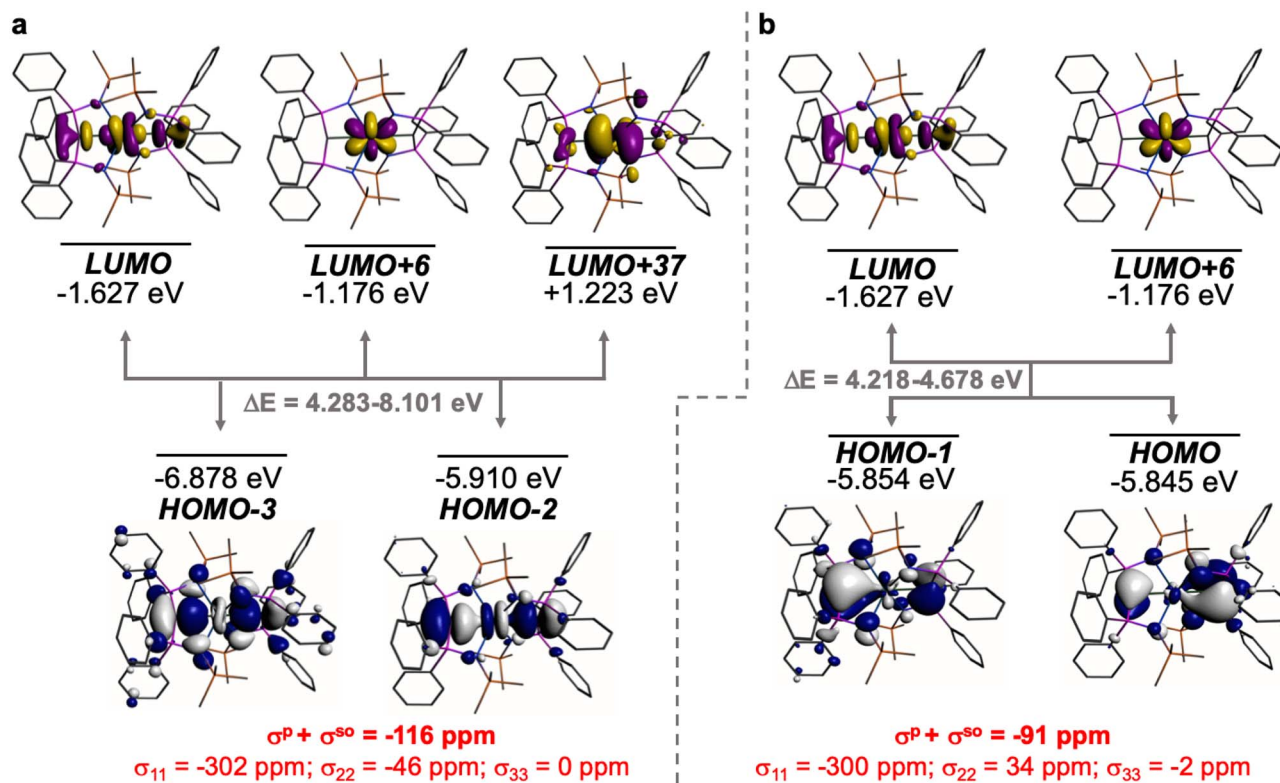 a
LUMO
-1.627 eV
LUMO+6
-1.176 eV
LUMO+37
+1.223 eV
ΔE = 4.283-8.101 eV
-6.878 eV
HOMO-3
-5.910 eV
HOMO-2
σᵖ + σˢᵒ = -116 ppm
σ₁₁ = -302 ppm; σ₂₂ = -46 ppm; σ₃₃ = 0 ppm
b
LUMO
-1.627 eV
LUMO+6
-1.176 eV
ΔE = 4.218-4.678 eV
HOMO-1
-5.854 eV
HOMO
-5.845 eV
σᵖ + σˢᵒ = -91 ppm
σ₁₁ = -300 ppm; σ₂₂ = 34 ppm; σ₃₃ = -2 ppm